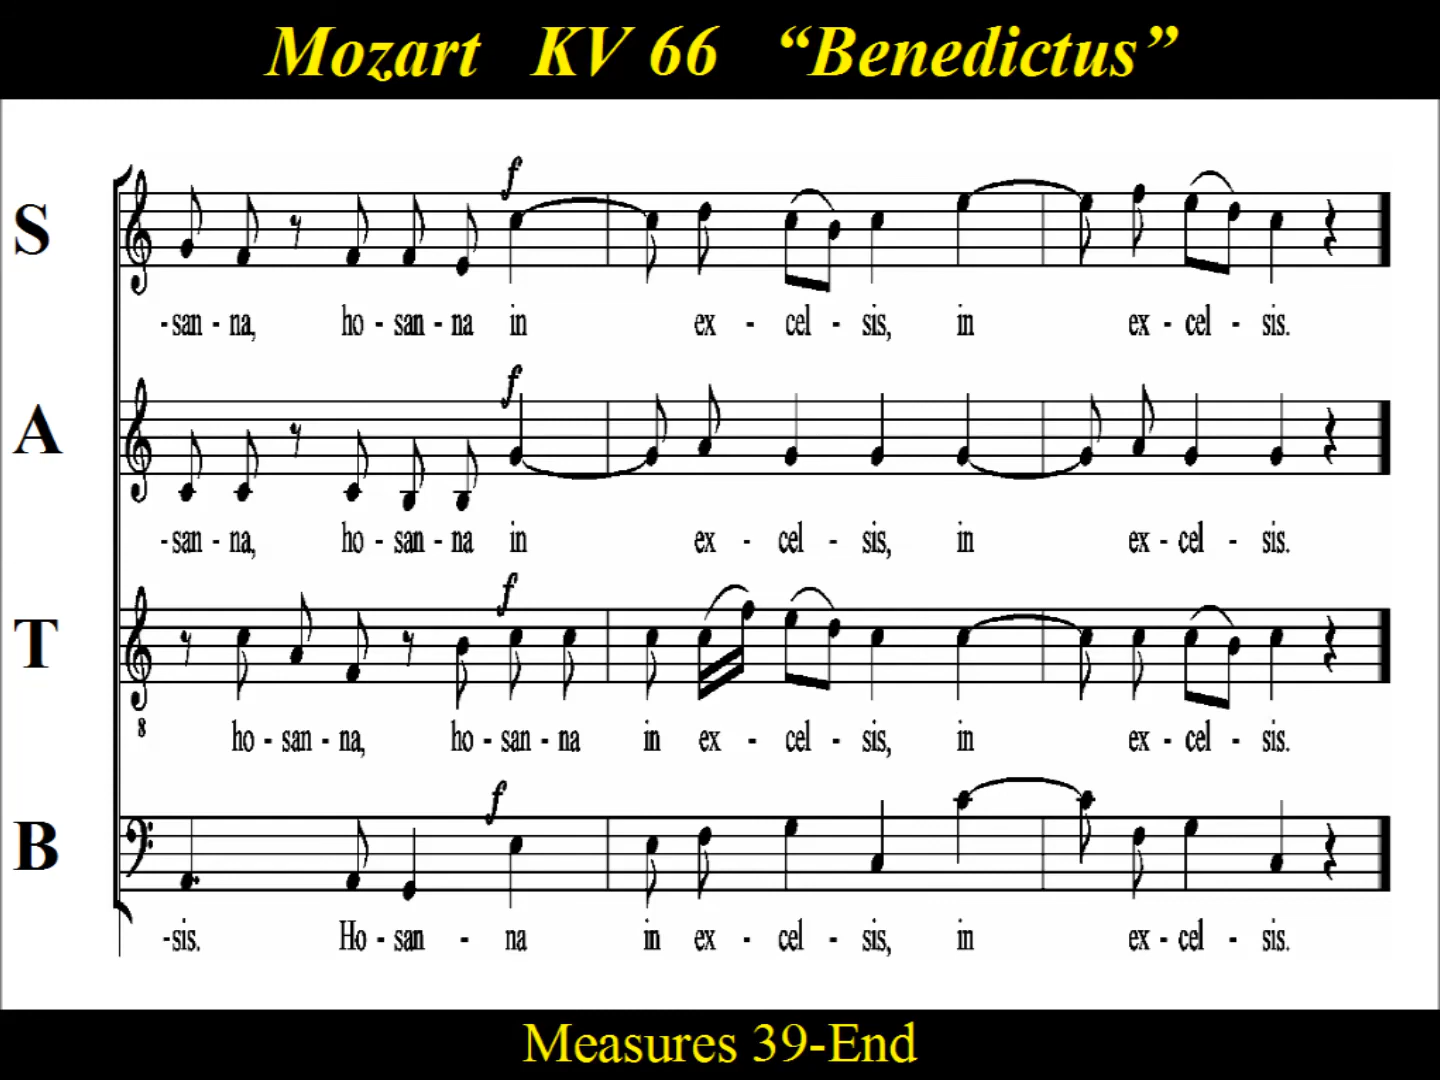 Mozart KV 66 “Benedictus”
f
S
-san - na, ho - san - na in ex - cel - sis, in ex - cel - sis.
f
A
-san - na, ho - san - na in ex - cel - sis, in ex - cel - sis.
f
T
8
ho - san - na, ho - san - na in ex - cel - sis, in ex - cel - sis.
f
B
-sis. Ho - san - na in ex - cel - sis, in ex - cel - sis.
Measures 39-End